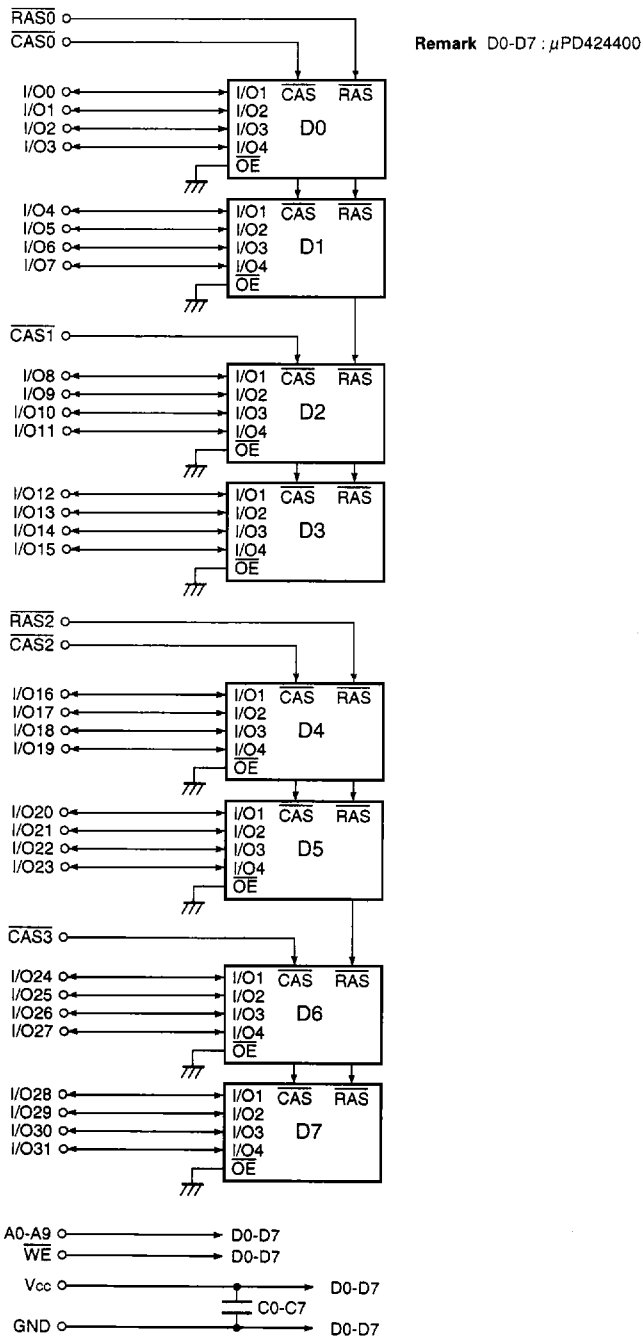 RAS0
CAS0
Remark D0-D7 : μPD424400
I/O0 I/O1 CAS RAS
I/O1 I/O2 D0
I/O2 I/O3
I/O3 I/O4
OE
I/O4 I/O1 CAS RAS
I/O5 I/O2
I/O6 I/O3 D1
I/O7 I/O4
OE
CAS1
I/O8 I/O1 CAS RAS
I/O9 I/O2
I/O10 I/O3 D2
I/O11 I/O4
OE
I/O12 I/O1 CAS RAS
I/O13 I/O2
I/O14 I/O3 D3
I/O15 I/O4
OE
RAS2
CAS2
I/O16 I/O1 CAS RAS
I/O17 I/O2
I/O18 I/O3 D4
I/O19 I/O4
OE
I/O20 I/O1 CAS RAS
I/O21 I/O2
I/O22 I/O3 D5
I/O23 I/O4
OE
CAS3
I/O24 I/O1 CAS RAS
I/O25 I/O2
I/O26 I/O3 D6
I/O27 I/O4
OE
I/O28 I/O1 CAS RAS
I/O29 I/O2
I/O30 I/O3 D7
I/O31 I/O4
OE
A0-A9 D0-D7
WE D0-D7
Vcc D0-D7
C0-C7
GND D0-D7